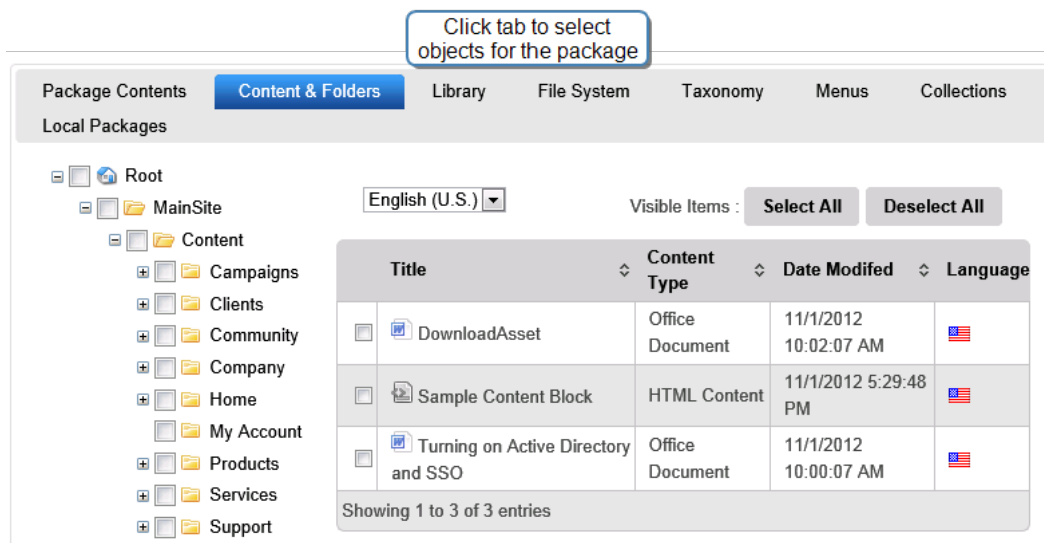 Click tab to select
objects for the package
Package Contents Content & Folders Library File System Taxonomy Menus Collections
Local Packages
Root
MainSite
Content
Campaigns
Clients
Community
Company
Home
My Account
Products
Services
Support
English (U.S.) Visible Items : Select All Deselect All
Title Content Type Date Modifed Language
DownloadAsset Office Document 11/1/2012 10:02:07 AM
Sample Content Block HTML Content 11/1/2012 5:29:48 PM
Turning on Active Directory and SSO Office Document 11/1/2012 10:00:07 AM
Showing 1 to 3 of 3 entries